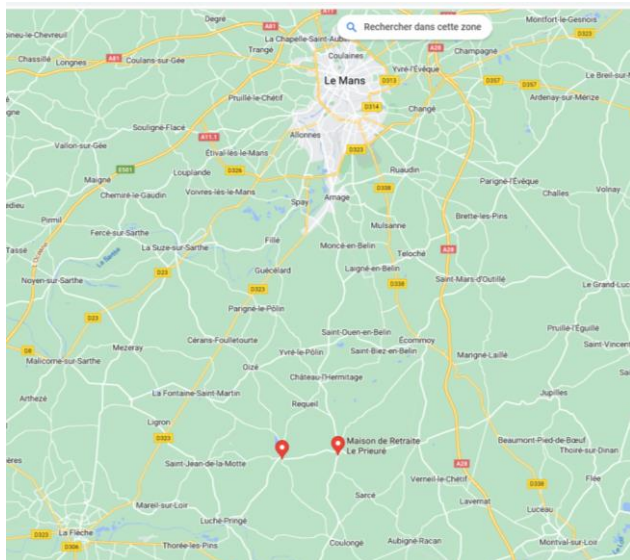 Degré
Rechercher dans cette zone
Montfort-le-Gesnois
D323
La Chapelle-Saint-Aubin
A81
Trangé
Coulaines
A28
Champagné
Chassillé
Longnes
A81
Coulans-sur-Gée
Yvré-l'Évêque
Le Mans
D313
D357
D357
Le Breil-sur-Mérize
Pruillé-le-Chétif
D314
Changé
Ardenay-sur-Mérize
Souligné-Flacé
A11.1
Allonnes
D323
Vallon-sur-Gée
Étival-lès-le-Mans
E501
Louplande
D326
Ruaudin
Maigné
Parigné-l'Évêque
Chemiré-le-Gaudin
Voivres-lès-le-Mans
D338
Challes
Volnay
Spay
Arnage
Pirmil
Mulsanne
Brette-les-Pins
Fercé-sur-Sarthe
Fillé
Tassé
La Suze-sur-Sarthe
Moncé-en-Belin
Teloché
A28
La Sarthe
Guécélard
Laigné-en-Belin
Noyen-sur-Sarthe
D23
D323
D338
Saint-Mars-d'Outillé
Le Grand-Luc
Parigné-le-Pôlin
D23
Cérans-Foulletourte
Saint-Ouen-en-Belin
Écommoy
Pruillé-l'Éguillé
D8
Mezeray
Yvré-le-Pôlin
Saint-Biez-en-Belin
Marigné-Laillé
Saint-Vincent
Malicorne-sur-Sarthe
Oizé
Château-l'Hermitage
La Fontaine-Saint-Martin
Jupilles
Artheze
Requeil
Ligron
D323
Maison de Retraite
Le Prieuré
Beaumont-Pied-de-Bœuf
Thoiré-sur-Dinan
Saint-Jean-de-la-Motte
A28
Verneil-le-Chétif
D338
Flée
Sarcé
Mareil-sur-Loir
Lavernat
Luceau
Luché-Pringé
D323
La Flèche
D306
Thorée-les-Pins
Coulongé
Aubigné-Racan
Montval-sur-Loir